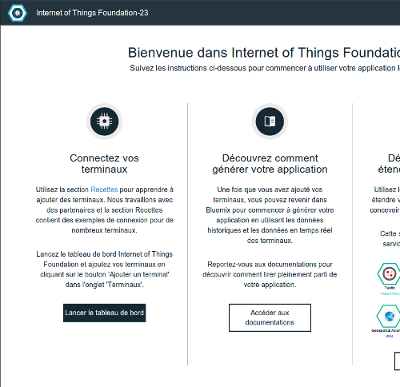 Internet of Things Foundation-23
Bienvenue dans Internet of Things Foundatio
Suivez les instructions ci-dessous pour commencer à utiliser votre application
Connectez vos
terminaux
Utilisez la section Recettes pour apprendre à
ajouter des terminaux. Nous travaillons avec
des partenaires et la section Recettes
contient des exemples de connexion pour de
nombreux terminaux.
Lancez le tableau de bord Internet of Things
Foundation et ajoutez vos terminaux en
cliquant sur le bouton 'Ajouter un terminal'
dans l'onglet 'Terminaux'.
Lancer le tableau de bord
Découvrez comment
générer votre application
Une fois que vous avez ajouté vos
terminaux, vous pouvez revenir dans
Bluemix pour commencer à générer votre
application en utilisant les données
historiques et les données en temps réel
des terminaux.
Reportez-vous aux documentations pour
découvrir comment tirer pleinement parti de
votre application.
Accéder aux
documentations
Dé
éten
Utilisez l
étendre v
concevoir
Cette s
servic
Twilio
IBM